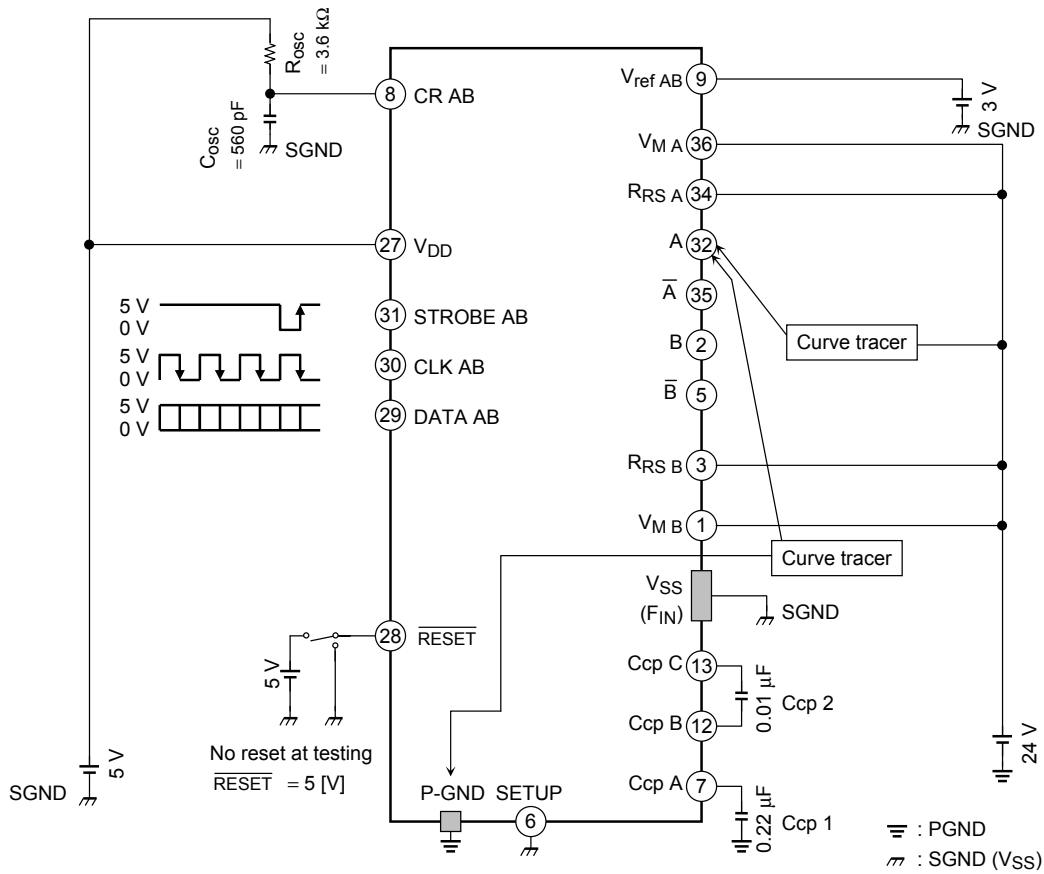 Rosc
= 3.6 kΩ
Cosc
= 560 pF
SGND
8
CR AB
27
VDD
5 V
0 V
31
STROBE AB
5 V
0 V
30
CLK AB
5 V
0 V
29
DATA AB
28
RESET
5 V
No reset at testing
RESET = 5 [V]
SGND
5 V
P-GND
SETUP
6
Vref AB
9
3 V
SGND
VM A
36
RRS A
34
A
32
A
35
B
2
B
5
Curve tracer
RRS B
3
VM B
1
Curve tracer
VSS
(FIN)
SGND
Ccp C
13
0.01 μF
Ccp 2
Ccp B
12
Ccp A
7
0.22 μF
Ccp 1
24 V
: PGND
: SGND (VSS)